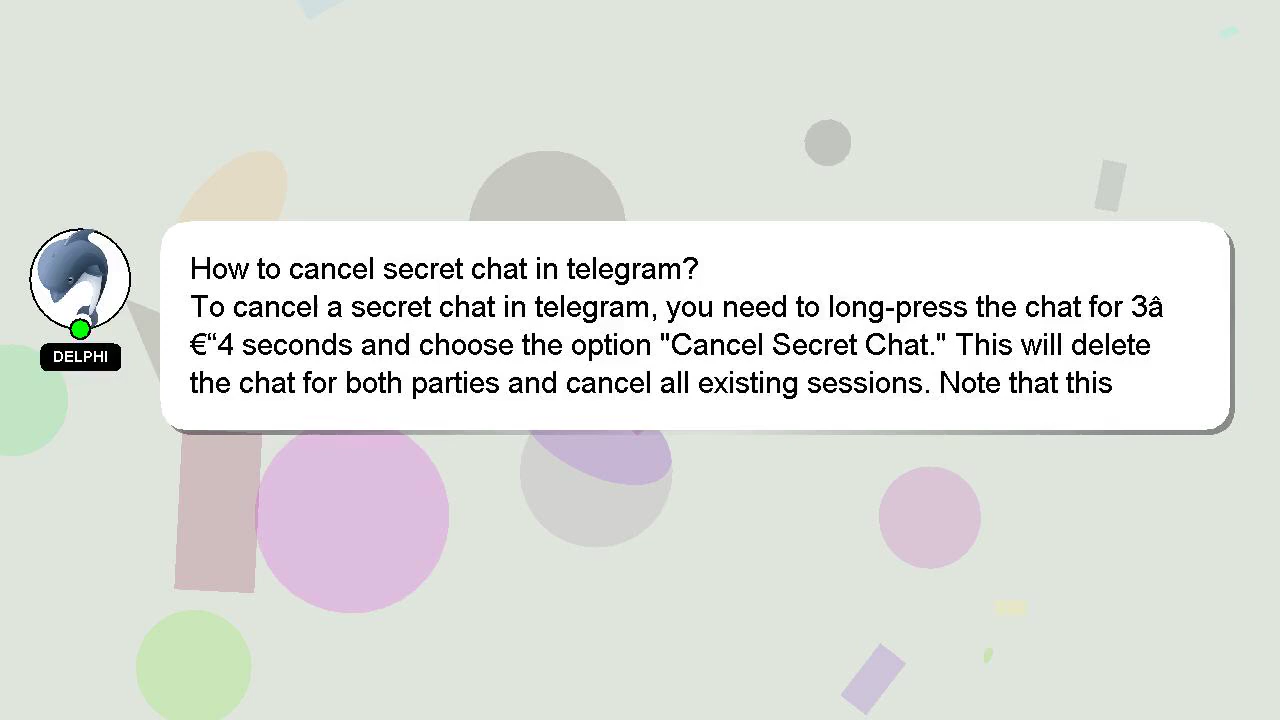 How to cancel secret chat in telegram?
To cancel a secret chat in telegram, you need to long-press the chat for 3â
€“4 seconds and choose the option "Cancel Secret Chat." This will delete
the chat for both parties and cancel all existing sessions. Note that this
DELPHI